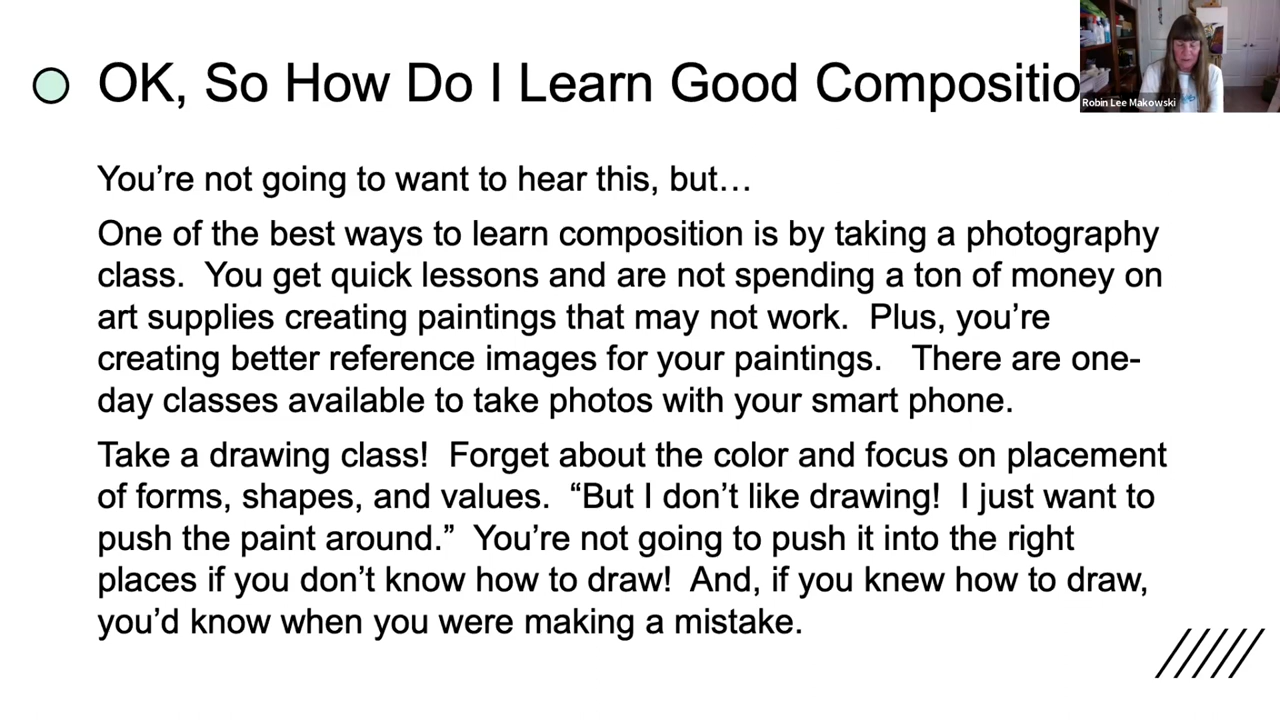 OK, So How Do I Learn Good Compositio
Robin Lee Makowski
You’re not going to want to hear this, but…
One of the best ways to learn composition is by taking a photography
class.  You get quick lessons and are not spending a ton of money on
art supplies creating paintings that may not work.  Plus, you’re
creating better reference images for your paintings.   There are one-
day classes available to take photos with your smart phone.
Take a drawing class!  Forget about the color and focus on placement
of forms, shapes, and values.  “But I don’t like drawing!  I just want to
push the paint around.”  You’re not going to push it into the right
places if you don’t know how to draw!  And, if you knew how to draw,
you’d know when you were making a mistake.